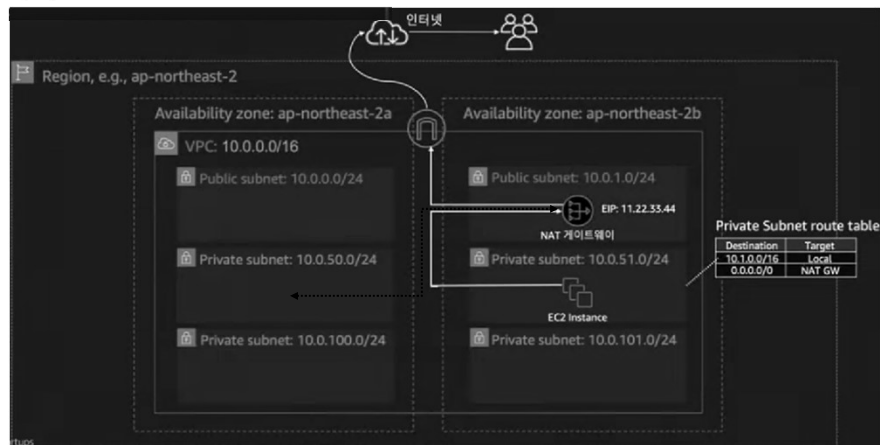 인터넷
Region, e.g., ap-northeast-2
Availability zone: ap-northeast-2a
Availability zone: ap-northeast-2b
VPC: 10.0.0.0/16
Public subnet: 10.0.0.0/24
Public subnet: 10.0.1.0/24
EIP: 11.22.33.44
NAT 게이트웨이
Private Subnet route table
Destination Target
10.1.0.0/16 Local
0.0.0.0/0 NAT GW
Private subnet: 10.0.50.0/24
Private subnet: 10.0.51.0/24
EC2 Instance
Private subnet: 10.0.100.0/24
Private subnet: 10.0.101.0/24